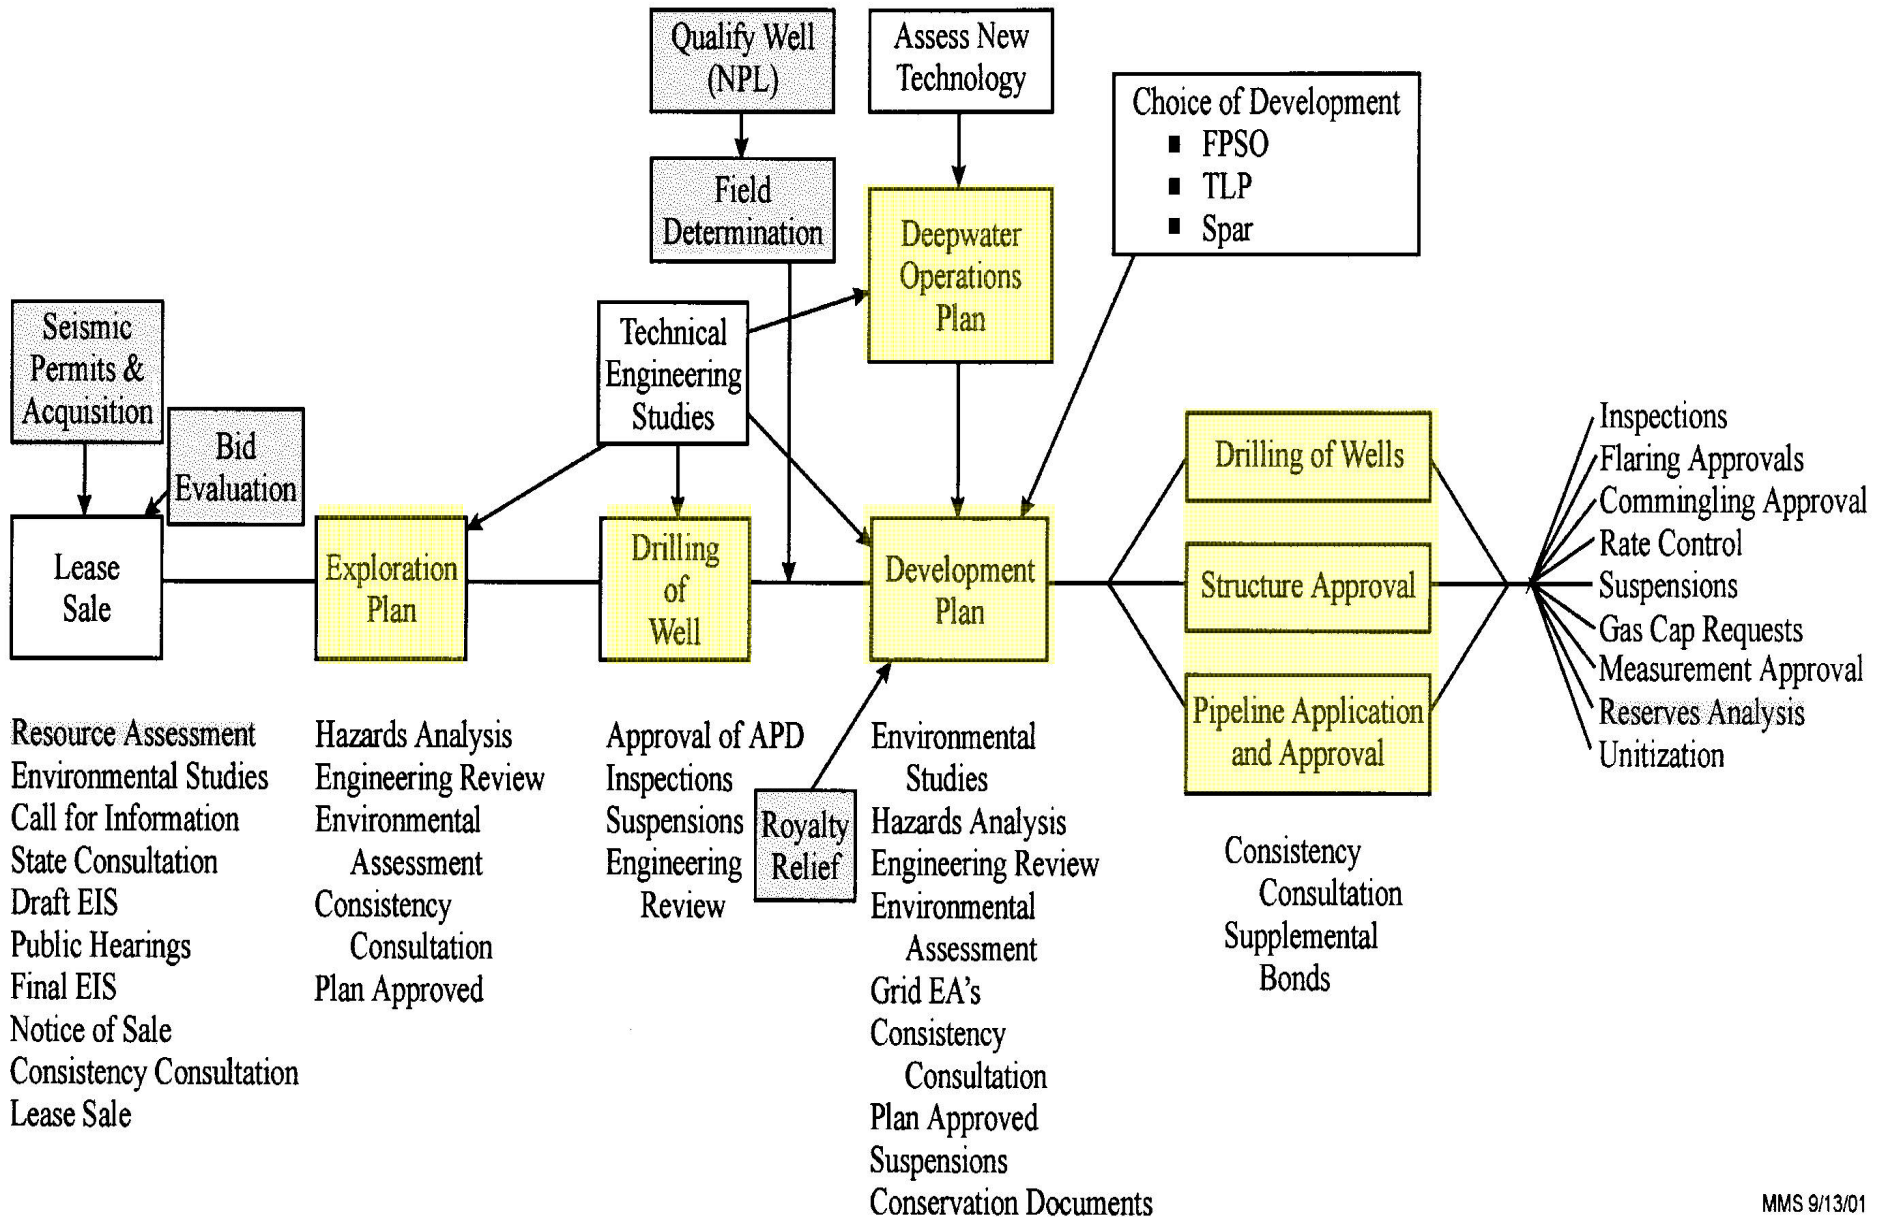 Qualify Well
(NPL)
Assess New
Technology
Choice of Development
■ FPSO
■ TLP
■ Spar
Field
Determination
Deepwater
Operations
Plan
Seismic
Permits &
Acquisition
Bid
Evaluation
Technical
Engineering
Studies
Lease
Sale
Exploration
Plan
Drilling
of
Well
Development
Plan
Drilling of Wells
Structure Approval
Pipeline Application
and Approval
Inspections
Flaring Approvals
Commingling Approval
Rate Control
Suspensions
Gas Cap Requests
Measurement Approval
Reserves Analysis
Unitization
Resource Assessment
Environmental Studies
Call for Information
State Consultation
Draft EIS
Public Hearings
Final EIS
Notice of Sale
Consistency Consultation
Lease Sale
Hazards Analysis
Engineering Review
Environmental
Assessment
Consistency
Consultation
Plan Approved
Approval of APD
Inspections
Suspensions
Engineering
Review
Royalty
Relief
Environmental
Studies
Hazards Analysis
Engineering Review
Environmental
Assessment
Grid EA's
Consistency
Consultation
Plan Approved
Suspensions
Conservation Documents
Consistency
Consultation
Supplemental
Bonds
MMS 9/13/01